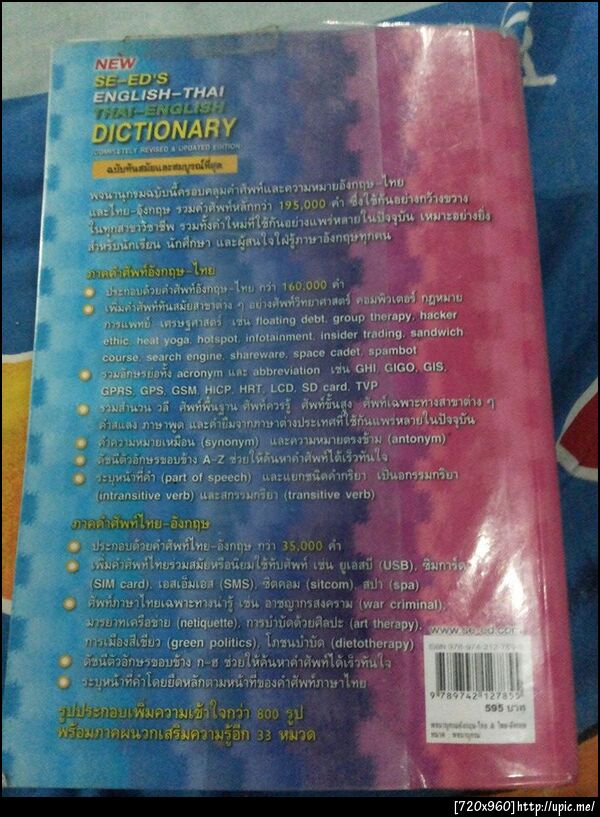 NEW
SE-ED'S
ENGLISH-THAI
THAI-ENGLISH
DICTIONARY
COMPLETELY REVISED & UPDATED EDITION
ฉบับทันสมัยและสมบูรณ์ที่สุด
พจนานุกรมฉบับนี้ครอบคลุมคำศัพท์และความหมายอังกฤษ-ไทย
และไทย-อังกฤษ รวมคำศัพท์หลักกว่า 195,000 คำ ซึ่งใช้กันอย่างกว้างขวาง
ในทุกสาขาวิชาชีพ รวมทั้งคำใหม่ที่ใช้กันอย่างแพร่หลายในปัจจุบัน เหมาะอย่างยิ่ง
สำหรับนักเรียน นักศึกษา และผู้สนใจใฝ่รู้ภาษาอังกฤษทุกคน
ภาคคำศัพท์อังกฤษ-ไทย
ประกอบด้วยคำศัพท์อังกฤษ-ไทย กว่า 160,000 คำ
เพิ่มคำศัพท์ทันสมัยสาขาต่าง ๆ อย่างศัพท์วิทยาศาสตร์ คอมพิวเตอร์ กฎหมาย
การแพทย์ เศรษฐศาสตร์ เช่น floating debt, group therapy, hacker
ethic, heat yoga, hotspot, infotainment, insider trading, sandwich
course, search engine, shareware, space cadet, spambot
รวมอักษรย่อทั้ง acronym และ abbreviation เช่น GHI, GIGO, GIS,
GPRS, GPS, GSM, HiCP, HRT, LCD, SD card, TVP
รวมสำนวน วลี ศัพท์พื้นฐาน ศัพท์ควรรู้ ศัพท์ขั้นสูง ศัพท์เฉพาะทางสาขาต่าง ๆ
คำสแลง ภาษาพูด และคำยืมจากภาษาต่างประเทศที่ใช้กันแพร่หลายในปัจจุบัน
คำความหมายเหมือน (synonym) และความหมายตรงข้าม (antonym)
ดัชนีตัวอักษรขอบข้าง A-Z ช่วยให้ค้นหาคำศัพท์ได้เร็วทันใจ
ระบุหน้าที่คำ (part of speech) และแยกชนิดคำกริยา เป็นอกรรมกริยา
(intransitive verb) และสกรรมกริยา (transitive verb)
ภาคคำศัพท์ไทย-อังกฤษ
ประกอบด้วยคำศัพท์ไทย-อังกฤษ กว่า 35,000 คำ
เพิ่มคำศัพท์ไทยรวมสมัยหรือนิยมใช้ทับศัพท์ เช่น ยูเอสบี (USB), ซิมการ์ด
(SIM card), เอสเอ็มเอส (SMS), ซิตคอม (sitcom), สปา (spa)
ศัพท์ภาษาไทยเฉพาะทางน่ารู้ เช่น อาชญากรสงคราม (war criminal),
มารยาทเครือข่าย (netiquette), การบำบัดด้วยศิลปะ (art therapy),
การเมืองสีเขียว (green politics), โภชนบำบัด (dietotherapy)
ดัชนีตัวอักษรขอบข้าง ก-ฮ ช่วยให้ค้นหาคำศัพท์ได้เร็วทันใจ
ระบุหน้าที่คำโดยยึดหลักตามหน้าที่ของคำศัพท์ภาษาไทย
รูปประกอบเพิ่มความเข้าใจกว่า 800 รูป
พร้อมภาคผนวกเสริมความรู้อีก 33 หมวด
www.se-ed.com
ISBN 978-974-212-785-5
9 789742 127855
595 บาท
พจนานุกรมอังกฤษ-ไทย & ไทย-อังกฤษ
หมวด พจนานุกรม
[720x960]http://upic.me/